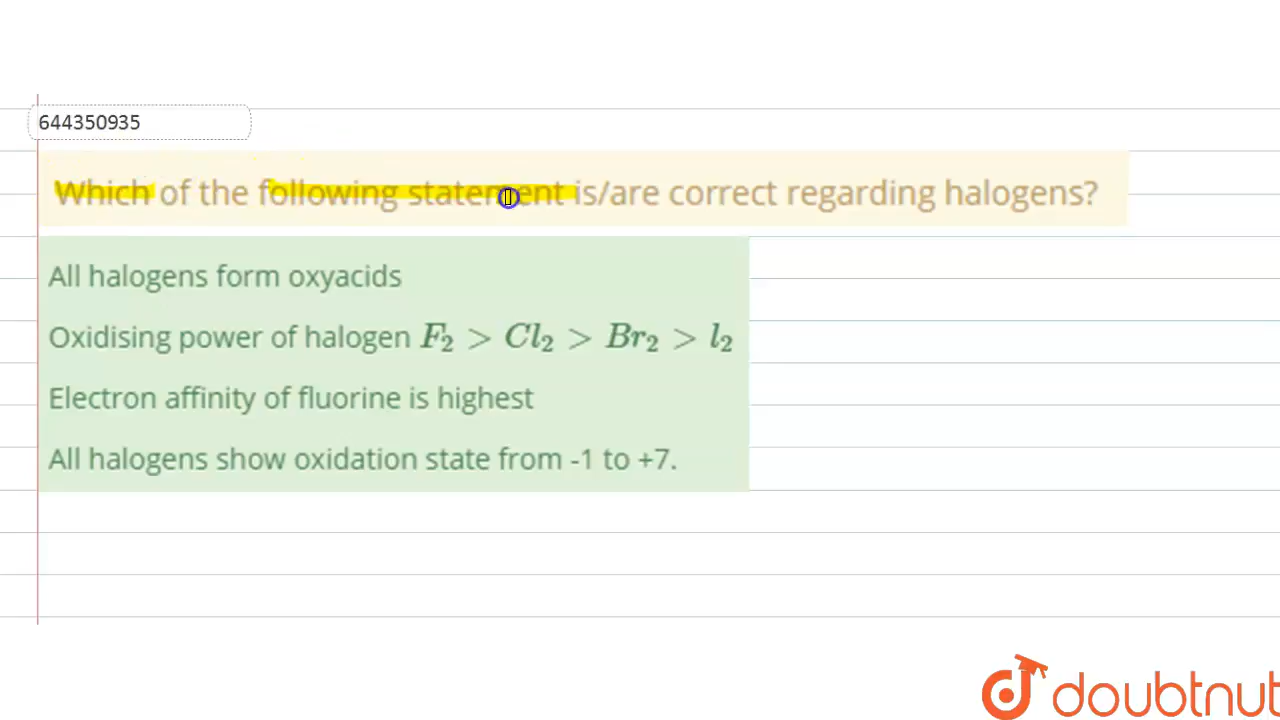 644350935
Which of the following statement is/are correct regarding halogens?
All halogens form oxyacids
Oxidising power of halogen F₂ > Cl₂ > Br₂ > l₂
Electron affinity of fluorine is highest
All halogens show oxidation state from -1 to +7.
doubtnut